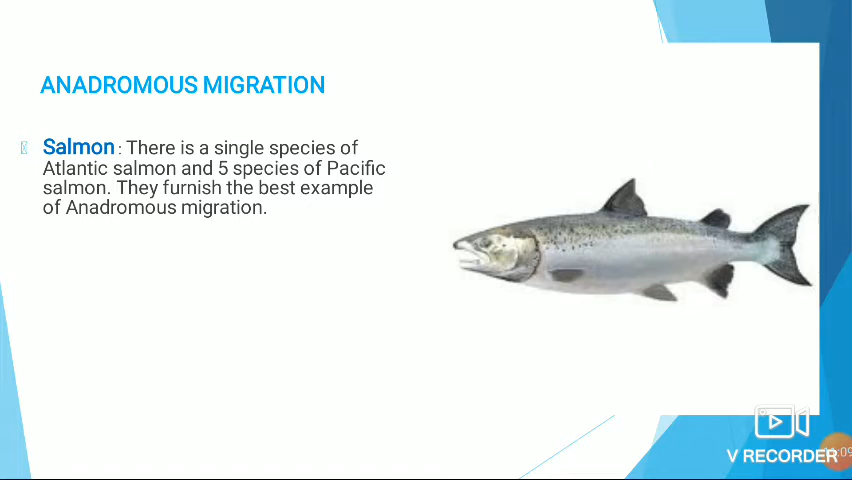 ANADROMOUS MIGRATION
Salmon : There is a single species of
Atlantic salmon and 5 species of Pacific
salmon. They furnish the best example
of Anadromous migration.
V RECORDER